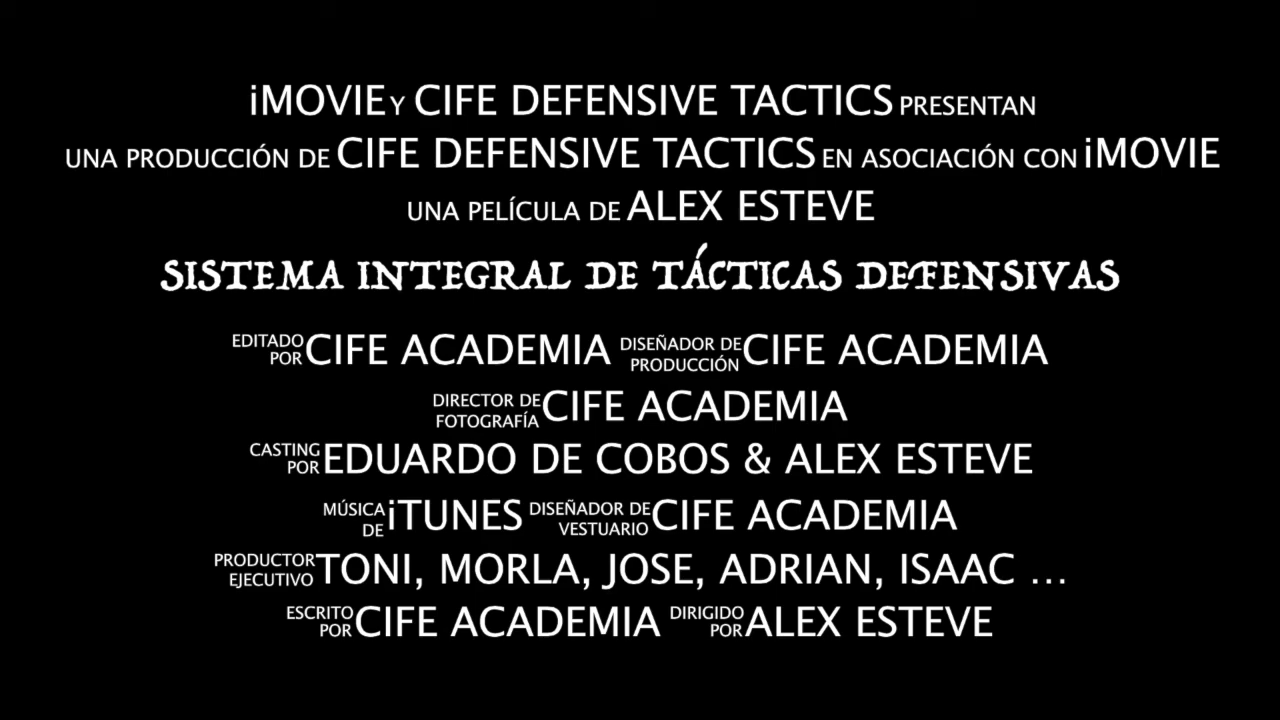 iMOVIE Y CIFE DEFENSIVE TACTICS PRESENTAN
UNA PRODUCCIÓN DE CIFE DEFENSIVE TACTICS EN ASOCIACIÓN CON iMOVIE
UNA PELÍCULA DE ALEX ESTEVE
SISTEMA INTEGRAL DE TÁCTICAS DEFENSIVAS
EDITADO POR CIFE ACADEMIA DISEÑADOR DE PRODUCCIÓN CIFE ACADEMIA
DIRECTOR DE FOTOGRAFÍA CIFE ACADEMIA
CASTING POR EDUARDO DE COBOS & ALEX ESTEVE
MÚSICA DE iTUNES DISEÑADOR DE VESTUARIO CIFE ACADEMIA
PRODUCTOR EJECUTIVO TONI, MORLA, JOSE, ADRIAN, ISAAC ...
ESCRITO POR CIFE ACADEMIA DIRIGIDO POR ALEX ESTEVE